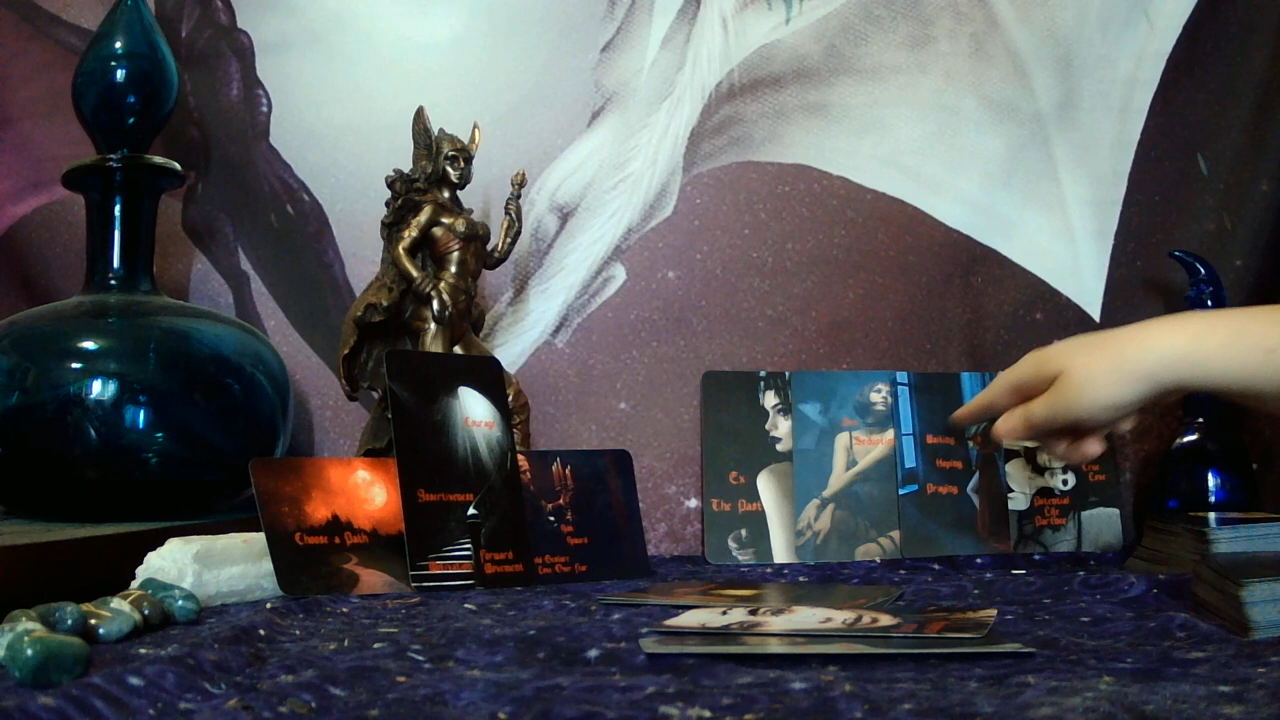 Choose a Path
Courage
Assertiveness
Motivation
Forward
Movement
Love Over Fear
Ex
The Past
Seduction
Waiting
Hoping
Praying
True
Love
Potential
Life
Partner